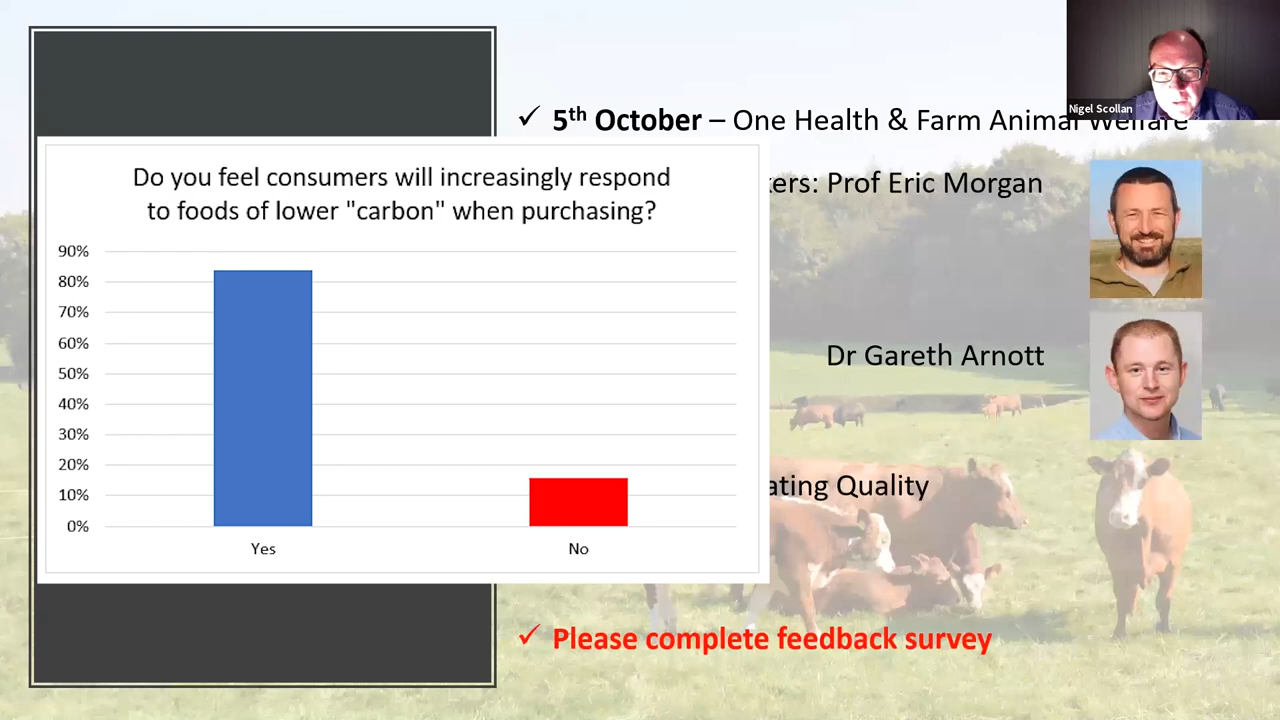 Nigel Scollan
✓ 5th October – One Health & Farm Animal Welfare
Do you feel consumers will increasingly respond
to foods of lower "carbon" when purchasing?
90%
80%
70%
60%
50%
40%
30%
20%
10%
0%
Yes
No
kers: Prof Eric Morgan
Dr Gareth Arnott
ating Quality
✓ Please complete feedback survey